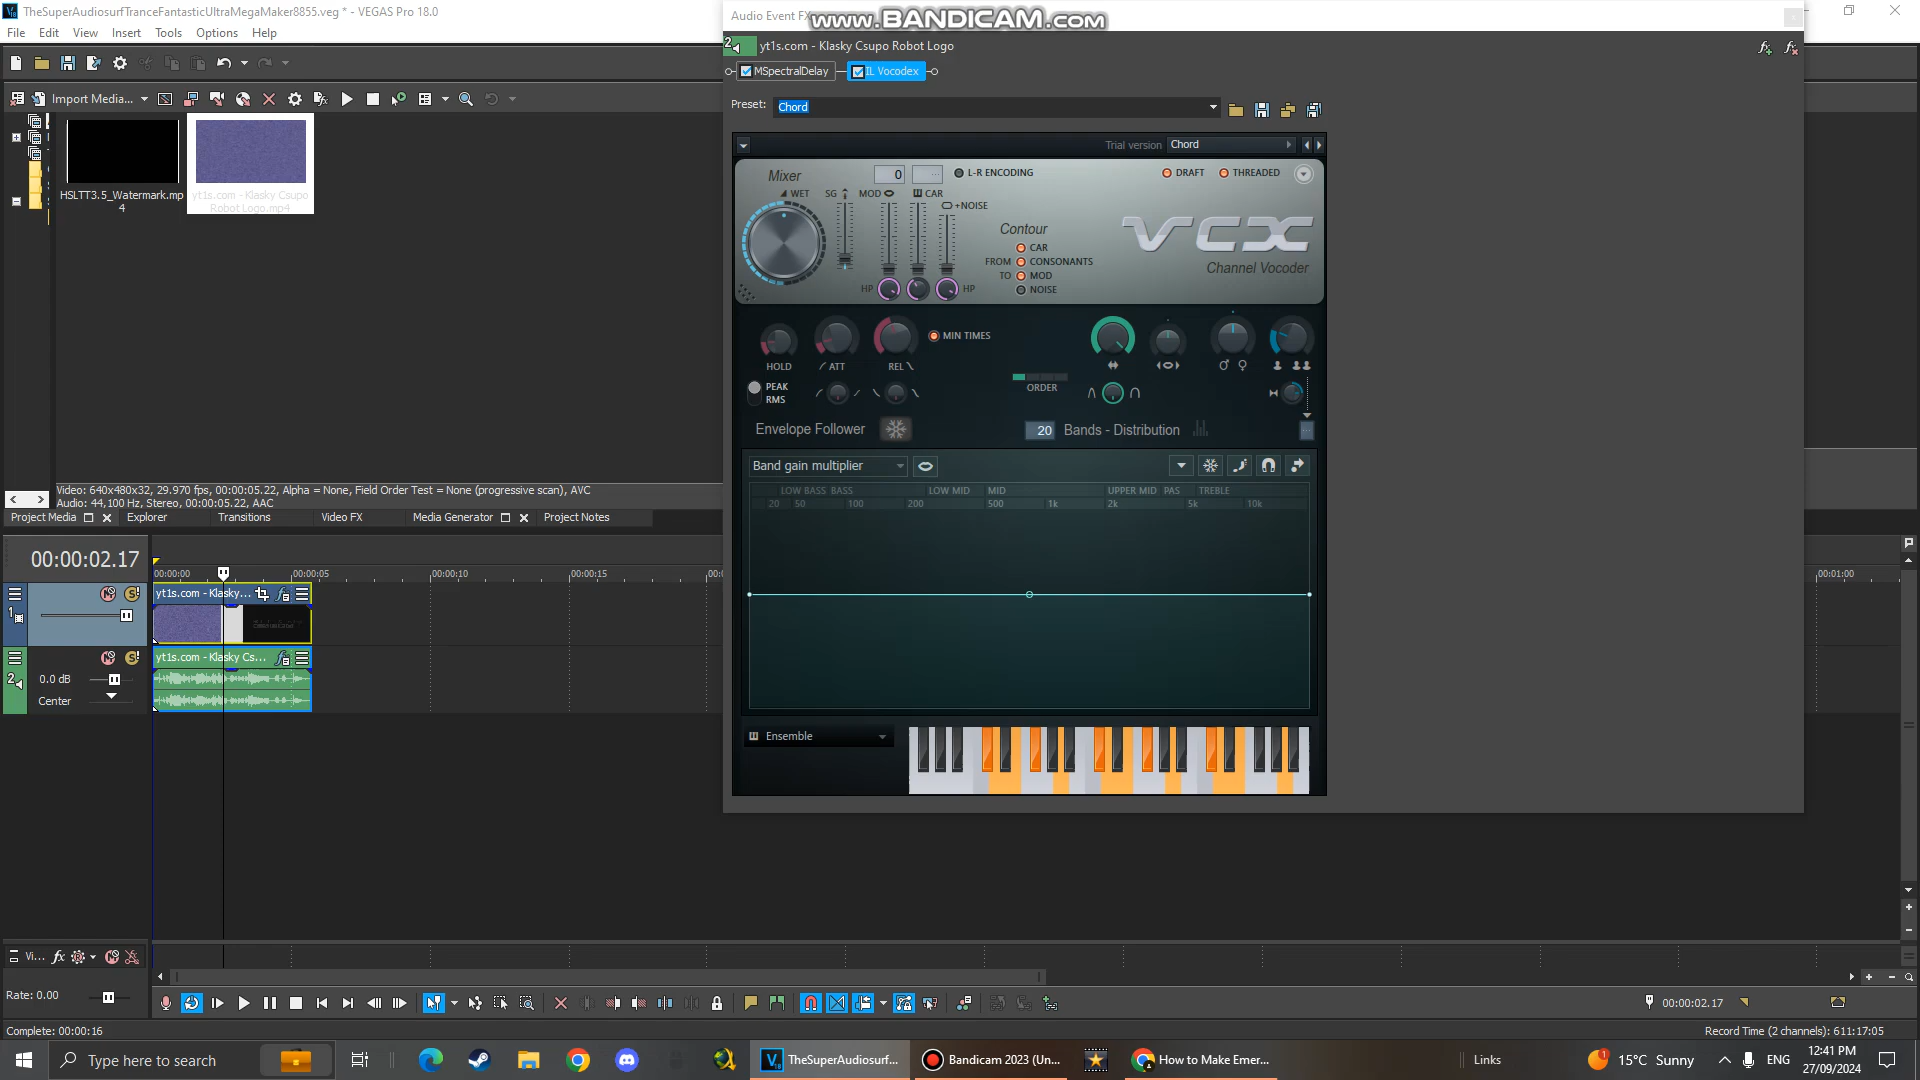 TheSuperAudiosurfTranceFantasticUltraMegaMaker8855.veg * - VEGAS Pro 18.0
File Edit View Insert Tools Options Help
Audio Event FX
www.BANDICAM.COM
yt1s.com - Klasky Csupo Robot Logo
MSpectralDelay
IL Vocodex
Import Media...
Preset:
Chord
Trial version
Chord
HSLTT3.5_Watermark.mp
4
yt1s.com - Klasky Csupo
Robot Logo.mp4
Mixer
0
L-R ENCODING
DRAFT
THREADED
WET
SG
MOD
CAR
+NOISE
Contour
CAR
FROM
CONSONANTS
TO
MOD
NOISE
HP
HP
VCX
Channel Vocoder
HOLD
ATT
REL
MIN TIMES
ORDER
PEAK
RMS
Envelope Follower
20
Bands - Distribution
Band gain multiplier
LOW BASS BASS LOW MID MID UPPER MID PAS TREBLE
20 50 100 200 500 1k 2k 5k 10k
Ensemble
Video: 640x480x32, 29.970 fps, 00:00:05.22, Alpha = None, Field Order Test = None (progressive scan), AVC
Audio: 44,100 Hz, Stereo, 00:00:05.22, AAC
Project Media
Explorer
Transitions
Video FX
Media Generator
Project Notes
00:00:02.17
00:00:00
00:00:05
00:00:10
00:00:15
00:01:00
1
yt1s.com - Klasky...
2
yt1s.com - Klasky Cs...
0.0 dB
Center
Vi...
fx
Rate: 0.00
00:00:02.17
Complete: 00:00:16
Record Time (2 channels): 611:17:05
Type here to search
TheSuperAudiosurf...
Bandicam 2023 (Un...
How to Make Emer...
Links
1
15°C Sunny
ENG
12:41 PM
27/09/2024